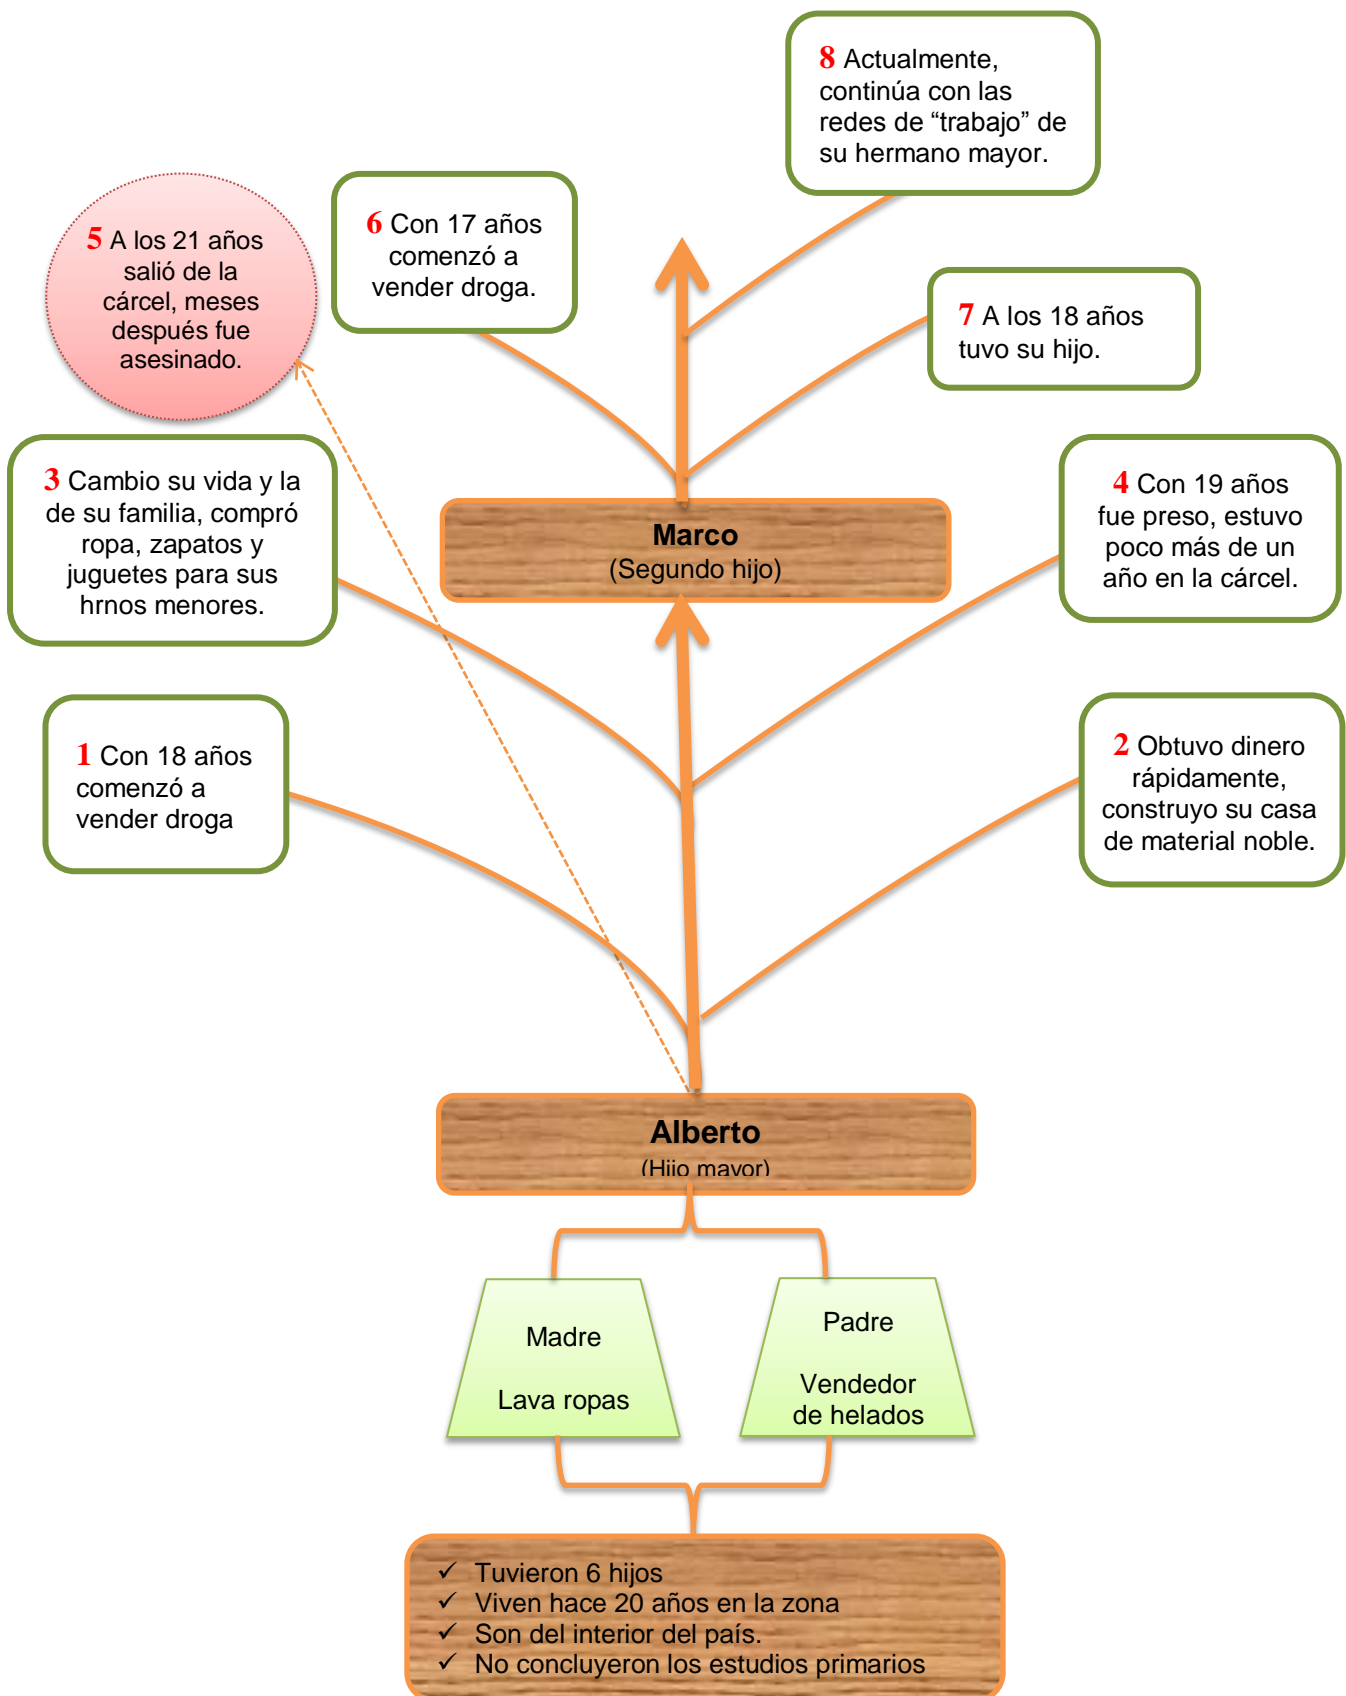 8 Actualmente,
continúa con las
redes de “trabajo” de
su hermano mayor.
6 Con 17 años
comenzó a
vender droga.
5 A los 21 años
salió de la
cárcel, meses
después fue
asesinado.
7 A los 18 años
tuvo su hijo.
3 Cambio su vida y la
de su familia, compró
ropa, zapatos y
juguetes para sus
hrnos menores.
4 Con 19 años
fue preso, estuvo
poco más de un
año en la cárcel.
Marco
(Segundo hijo)
1 Con 18 años
comenzó a
vender droga
2 Obtuvo dinero
rápidamente,
construyo su casa
de material noble.
Alberto
(Hijo mayor)
Madre
Lava ropas
Padre
Vendedor
de helados
✓ Tuvieron 6 hijos
✓ Viven hace 20 años en la zona
✓ Son del interior del país.
✓ No concluyeron los estudios primarios